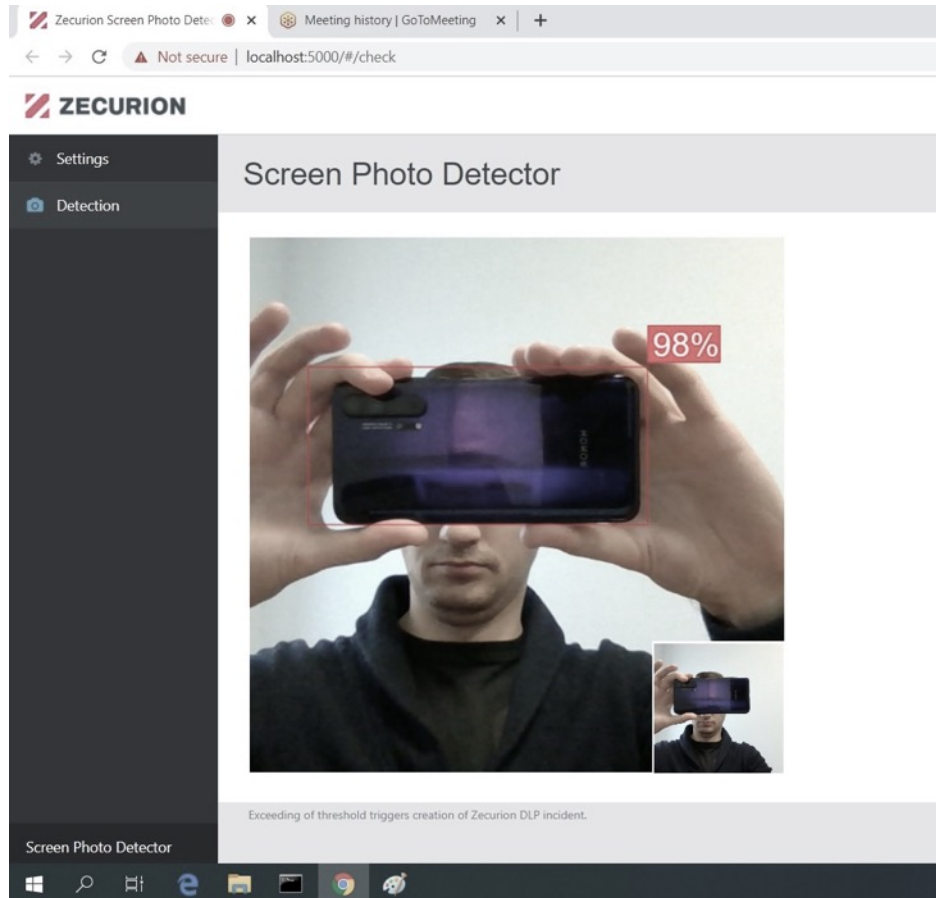 Zecurion Screen Photo Detec
Meeting history | GoToMeeting
Not secure | localhost:5000/#/check
ZECURION
Settings
Detection
Screen Photo Detector
98%
HONOR
Exceeding of threshold triggers creation of Zecurion DLP incident.
Screen Photo Detector